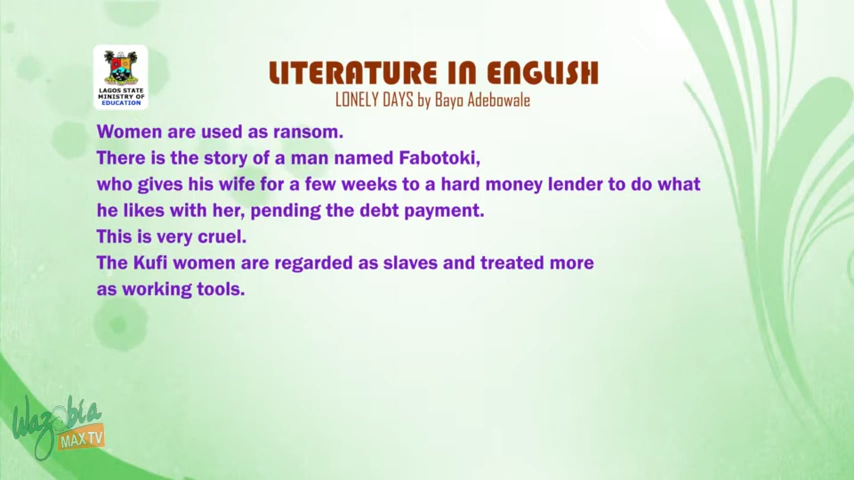 LITERATURE IN ENGLISH
LONELY DAYS by Bayo Adebowale
LAGOS STATE
MINISTRY OF
EDUCATION
Women are used as ransom.
There is the story of a man named Fabotoki,
who gives his wife for a few weeks to a hard money lender to do what
he likes with her, pending the debt payment.
This is very cruel.
The Kufi women are regarded as slaves and treated more
as working tools.
Wazobia
MAX TV